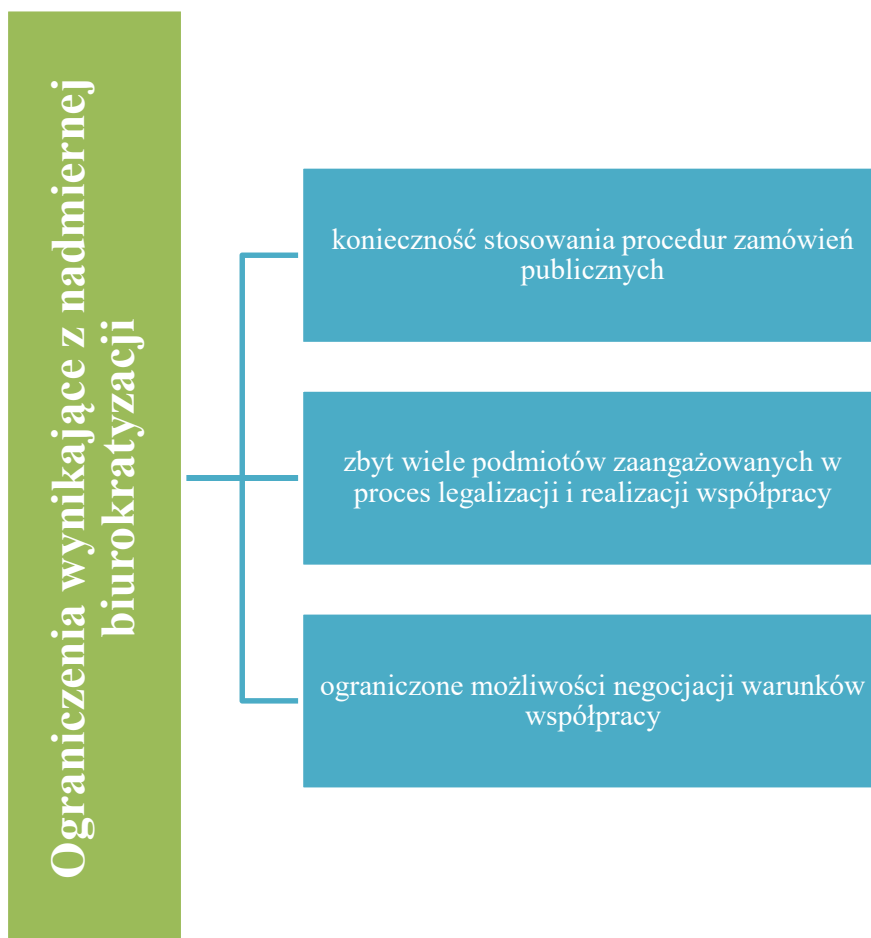 Ograniczenia wynikające z nadmiernej
biurokratyzacji
konieczność stosowania procedur zamówień
publicznych
zbyt wiele podmiotów zaangażowanych w
proces legalizacji i realizacji współpracy
ograniczone możliwości negocjacji warunków
współpracy